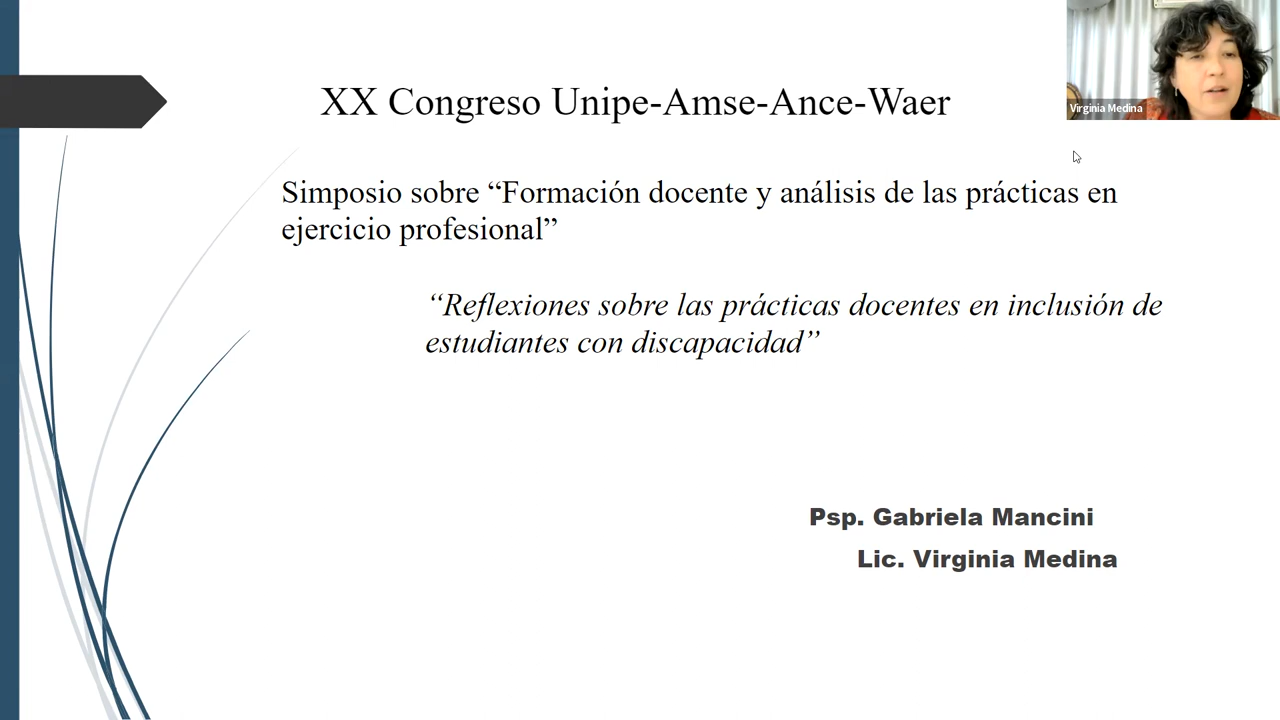 XX Congreso Unipe-Amse-Ance-Waer
Virginia Medina
Simposio sobre “Formación docente y análisis de las prácticas en
ejercicio profesional”
“Reflexiones sobre las prácticas docentes en inclusión de
estudiantes con discapacidad”
Psp. Gabriela Mancini
Lic. Virginia Medina